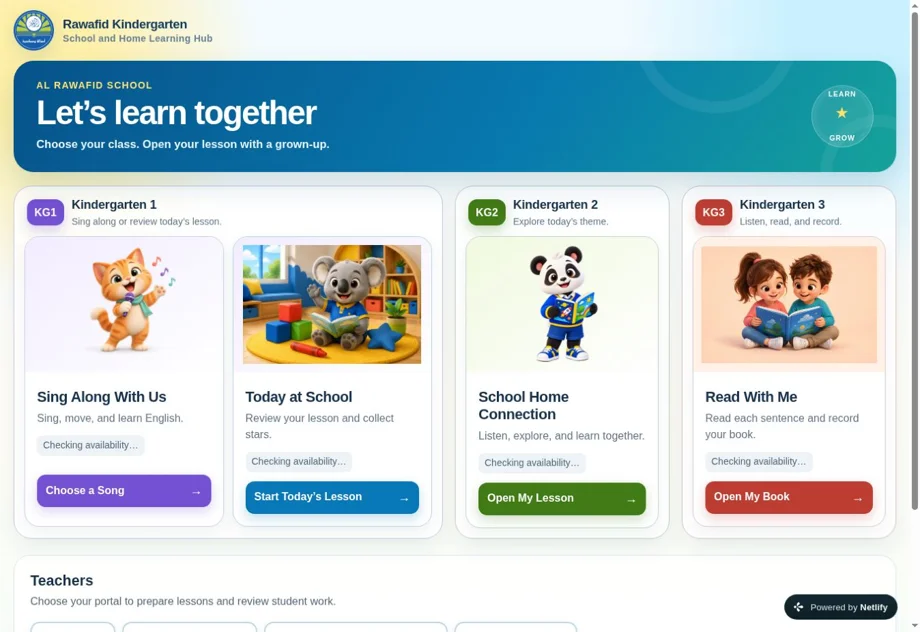 Rawafid Kindergarten
School and Home Learning Hub
AL RAWAFID SCHOOL
Let’s learn together
Choose your class. Open your lesson with a grown-up.
LEARN
GROW
KG1
Kindergarten 1
Sing along or review today’s lesson.
Sing Along With Us
Sing, move, and learn English.
Checking availability…
Choose a Song →
Today at School
Review your lesson and collect
stars.
Checking availability…
Start Today’s Lesson →
KG2
Kindergarten 2
Explore today’s theme.
School Home
Connection
Listen, explore, and learn together.
Checking availability…
Open My Lesson →
KG3
Kindergarten 3
Listen, read, and record.
Read With Me
Read each sentence and record
your book.
Checking availability…
Open My Book →
Teachers
Choose your portal to prepare lessons and review student work.
Powered by Netlify